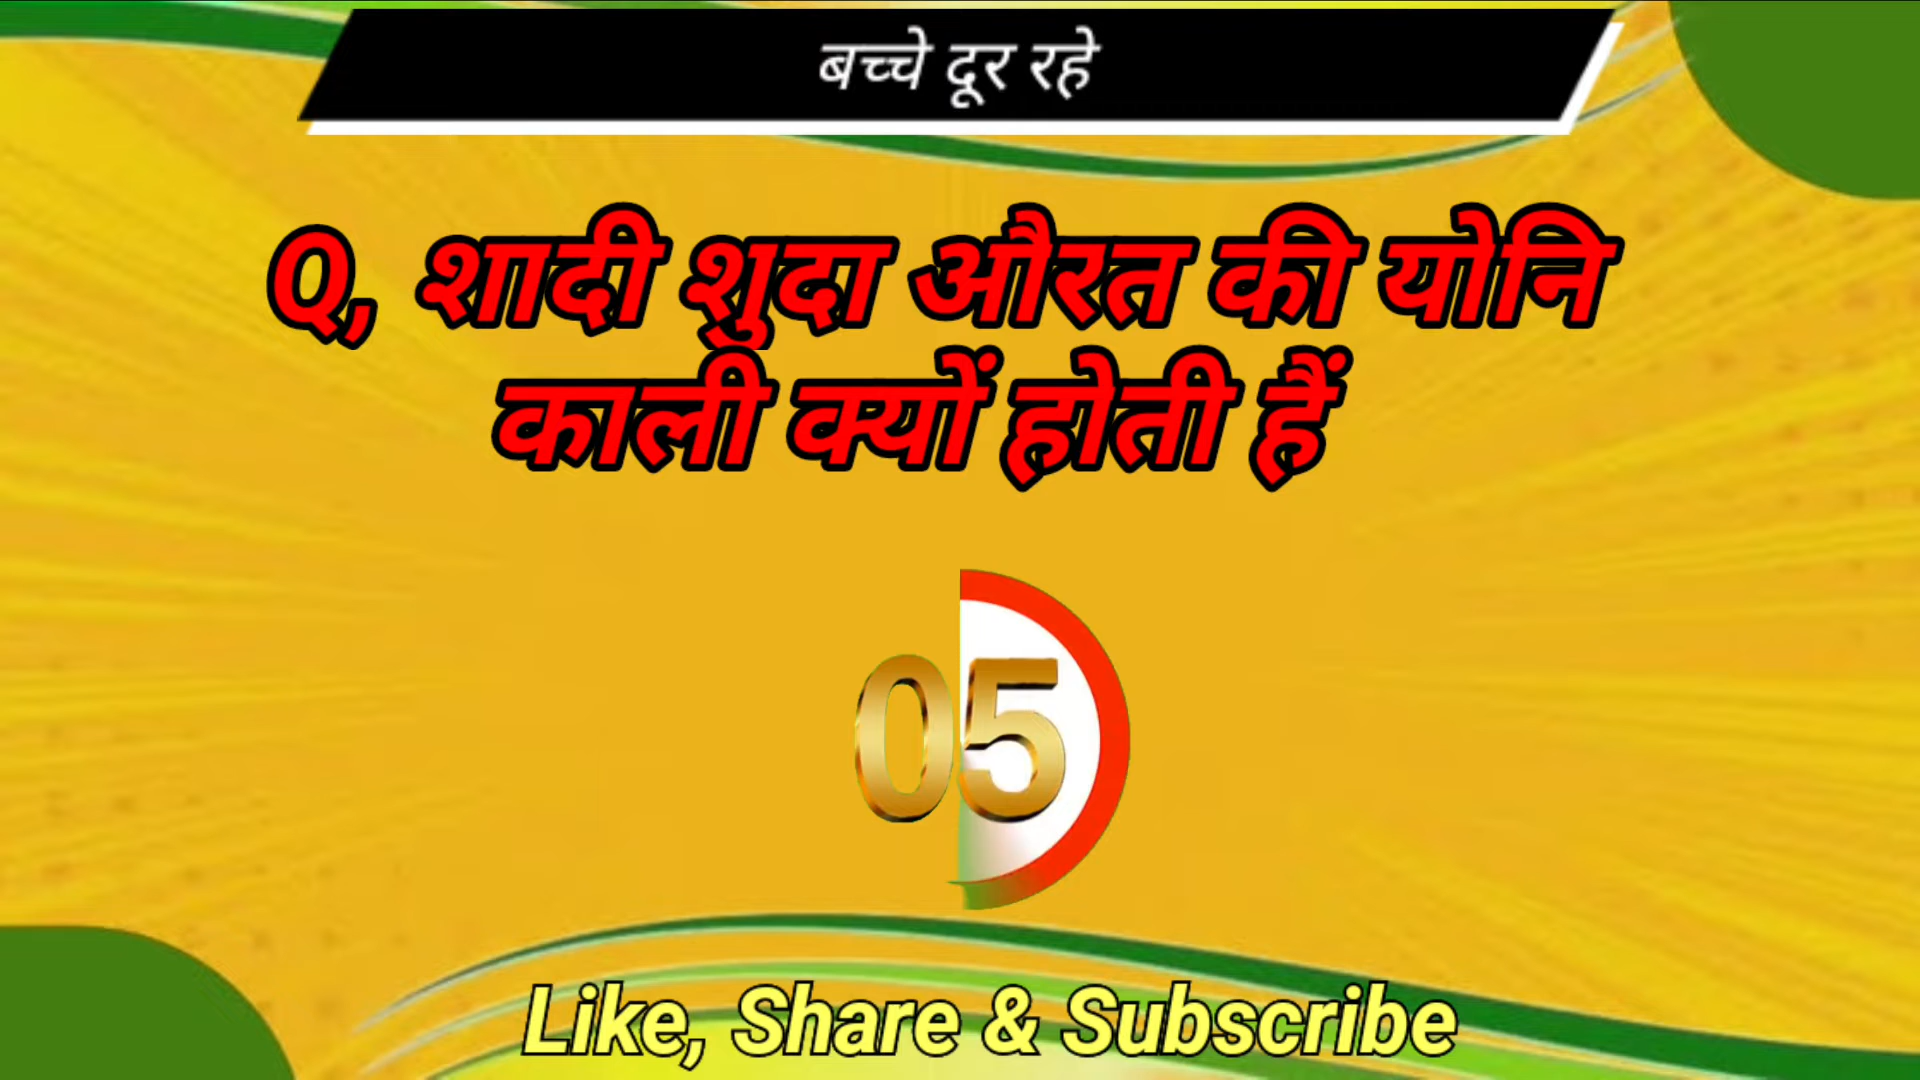 बच्चे दूर रहे
Q, शादी शुदा औरत की योनि
काली क्यों होती हैं
05
Like, Share & Subscribe